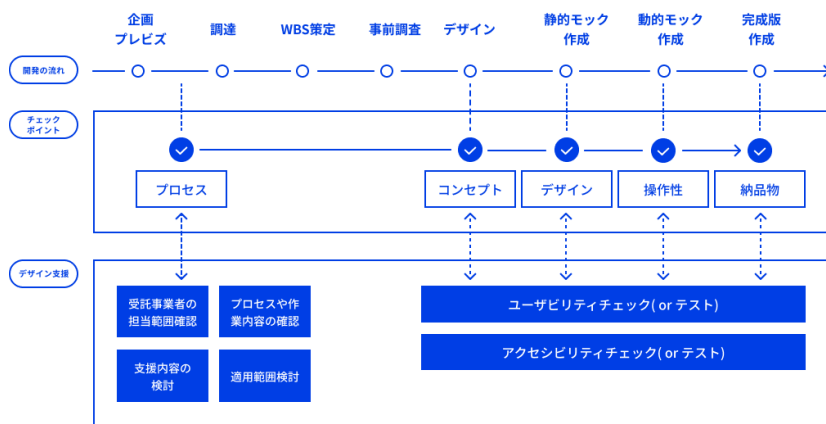 企画
プレビズ
調達
WBS策定
事前調査
デザイン
静的モック
作成
動的モック
作成
完成版
作成
開発の流れ
チェック
ポイント
プロセス
コンセプト
デザイン
操作性
納品物
デザイン支援
受託事業者の
担当範囲確認
プロセスや作
業内容の確認
支援内容の
検討
適用範囲検討
ユーザビリティチェック( or テスト)
アクセシビリティチェック( or テスト)